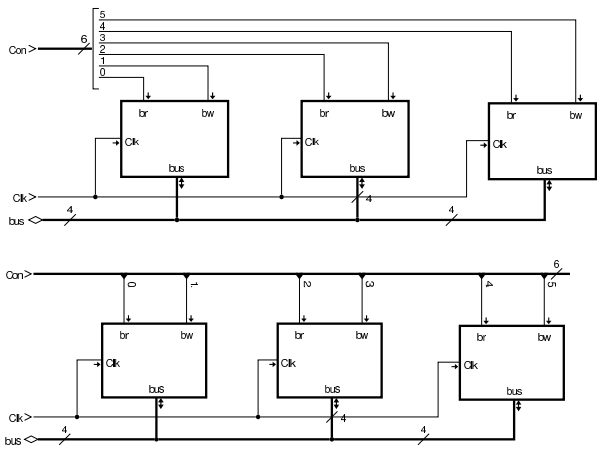 5
4
Con 6 3
2
1
0
br bw br bw br bw
Clk Clk Clk
bus bus bus
Clk 4
bus 4 4
Con 0 1 2 3 4 5 6
br bw br bw br bw
Clk Clk Clk
bus bus bus
Clk 4
bus 4 4